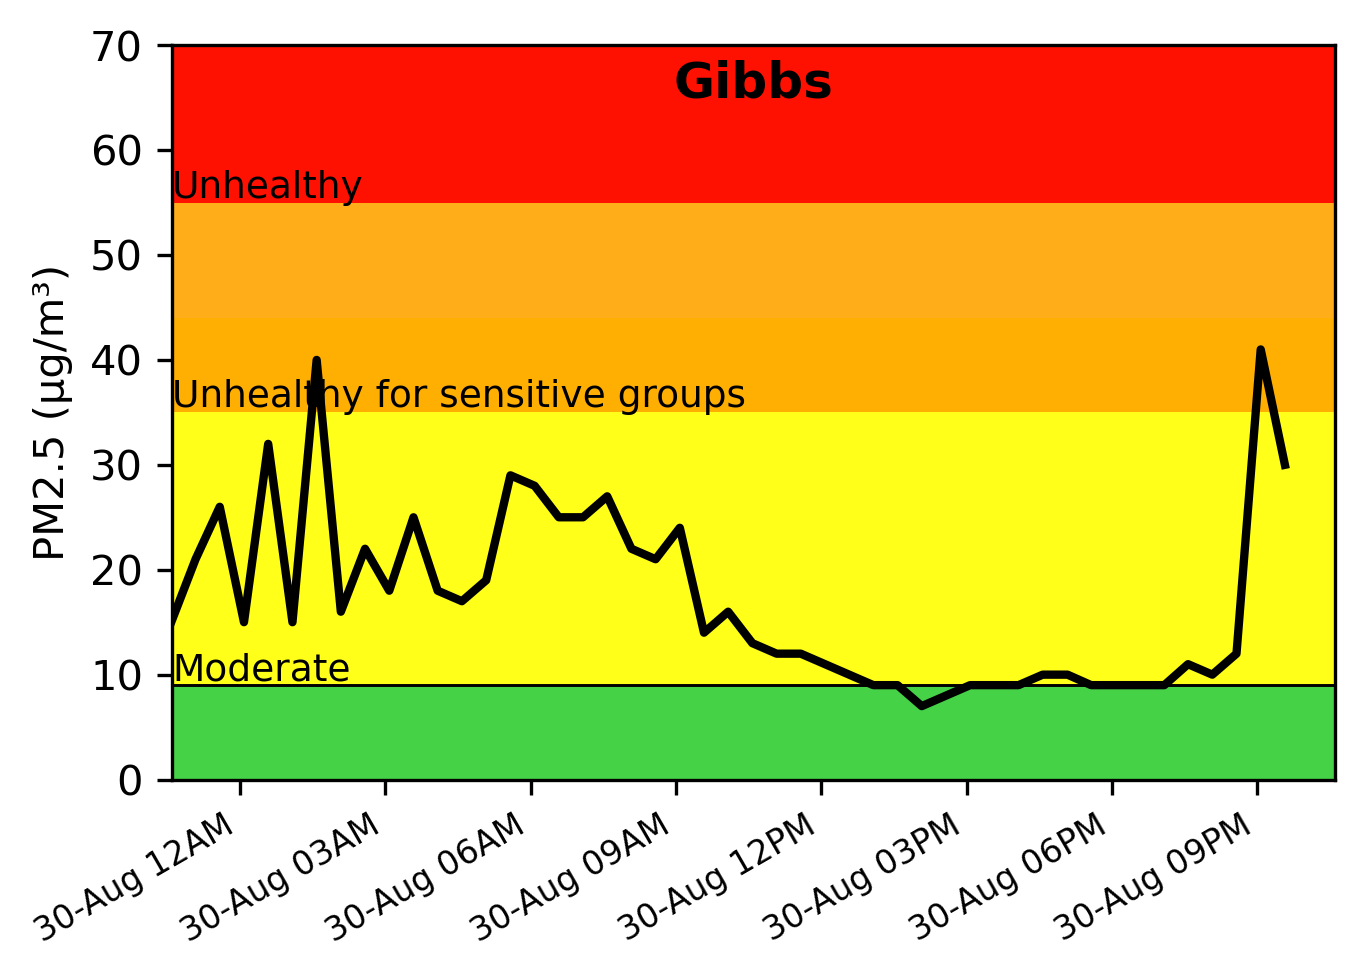 Gibbs
70
60
50
40
30
20
10
0
PM2.5 (µg/m³)
Unhealthy
Unhealthy for sensitive groups
Moderate
30-Aug 12AM
30-Aug 03AM
30-Aug 06AM
30-Aug 09AM
30-Aug 12PM
30-Aug 03PM
30-Aug 06PM
30-Aug 09PM